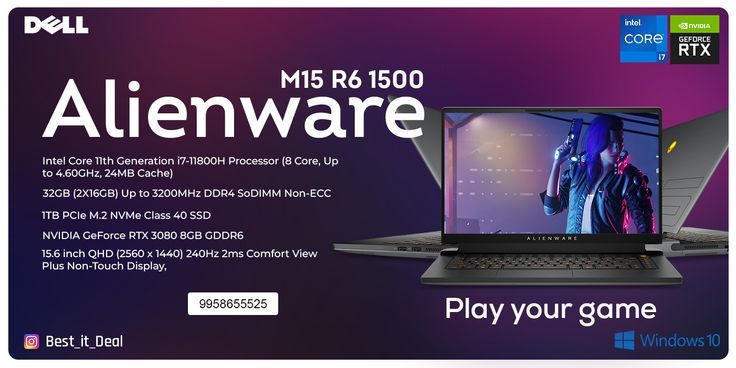 DELL
intel
CORE
i7
NVIDIA
GEFORCE
RTX
M15 R6 1500
Alienware
Intel Core 11th Generation i7-11800H Processor (8 Core, Up
to 4.60GHz, 24MB Cache)
32GB (2X16GB) Up to 3200MHz DDR4 SoDIMM Non-ECC
1TB PCIe M.2 NVMe Class 40 SSD
NVIDIA GeForce RTX 3080 8GB GDDR6
15.6 inch QHD (2560 x 1440) 240Hz 2ms Comfort View
Plus Non-Touch Display,
ALIENWARE
9958655525
Play your game
Best_it_Deal
Windows 10